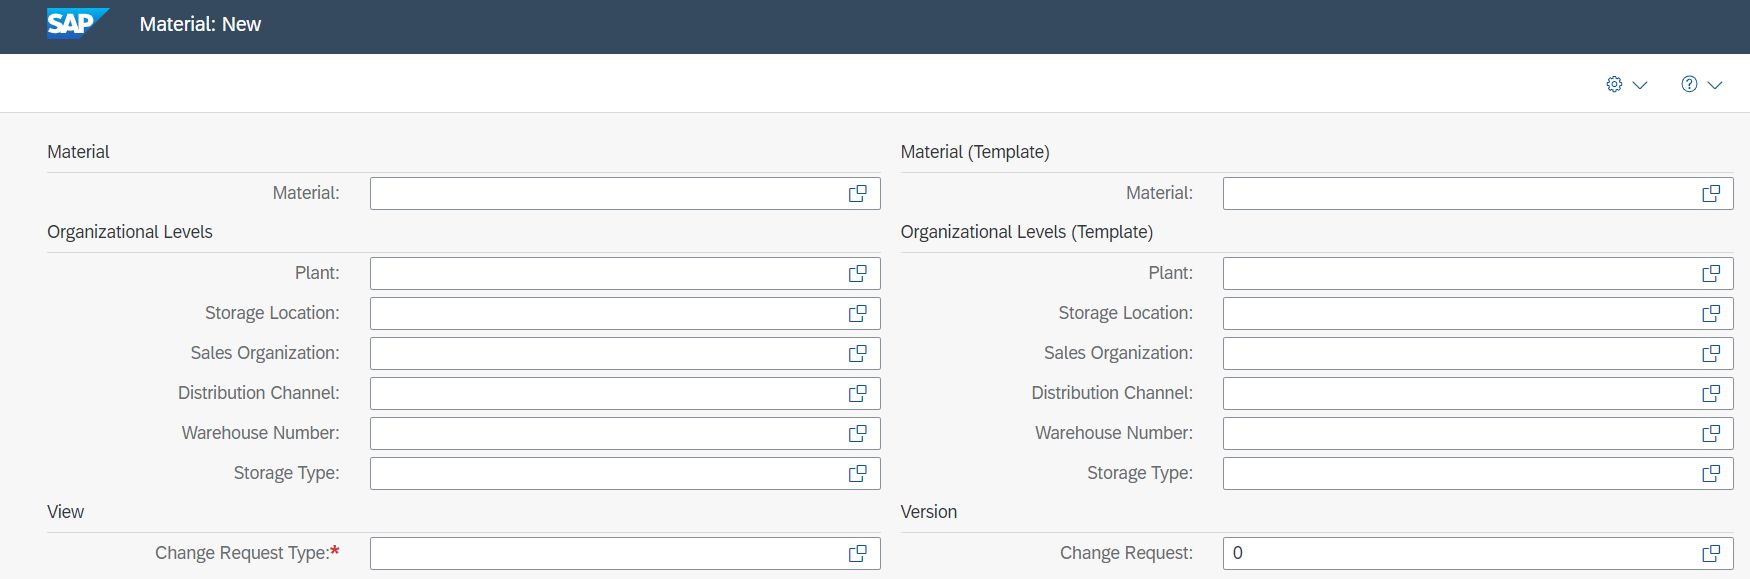 SAP Material: New
Material
Material:
Organizational Levels
Plant:
Storage Location:
Sales Organization:
Distribution Channel:
Warehouse Number:
Storage Type:
View
Change Request Type:*
Material (Template)
Material:
Organizational Levels (Template)
Plant:
Storage Location:
Sales Organization:
Distribution Channel:
Warehouse Number:
Storage Type:
Version
Change Request: 0